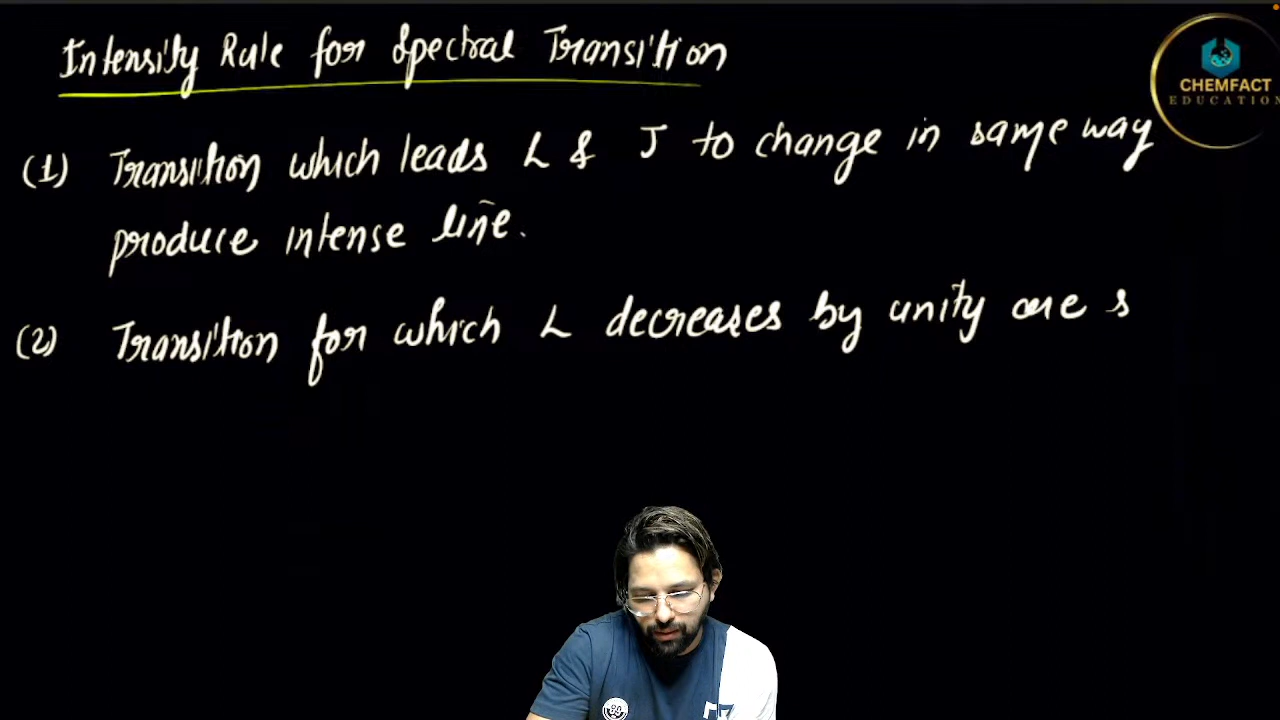 Intensity Rule for Spectral Transition
CHEMFACT
EDUCATION
(1) Transition which leads L & J to change in same way
produce intense line.
(2) Transition for which L decreases by unity are s